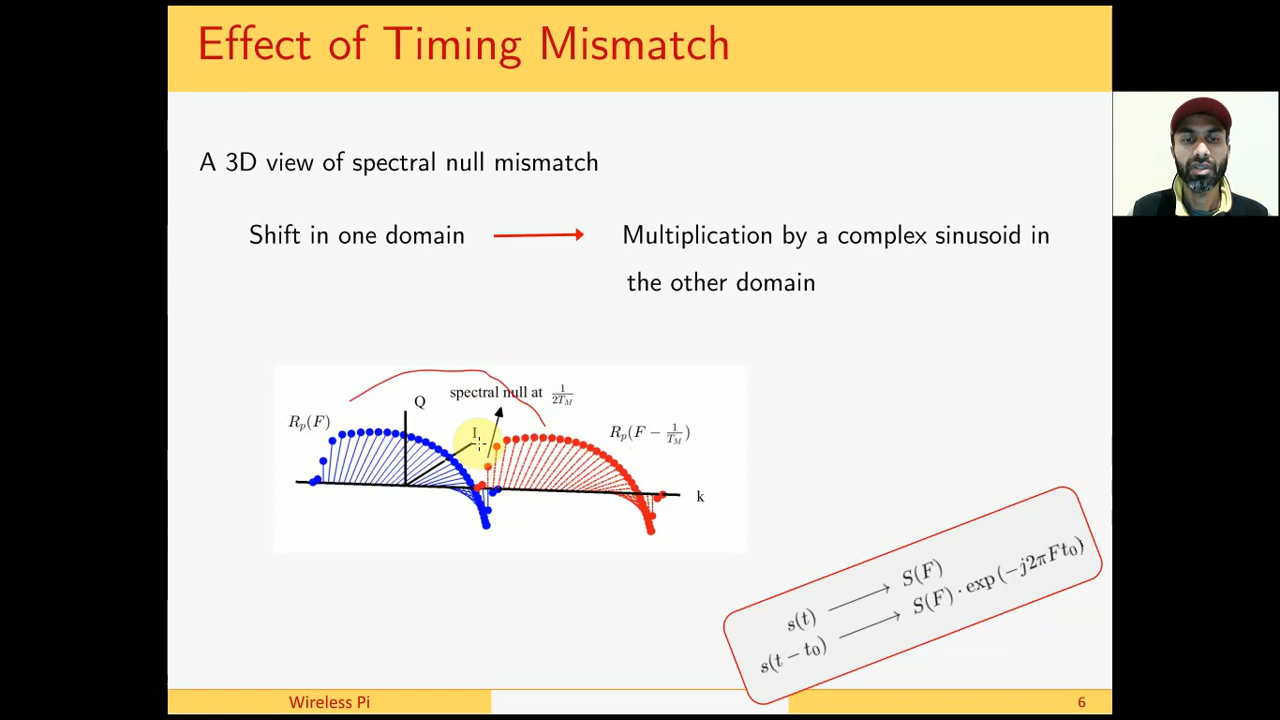 Effect of Timing Mismatch
A 3D view of spectral null mismatch
Shift in one domain
Multiplication by a complex sinusoid in
the other domain
Q
spectral null at 1/(2T_M)
R_p(F)
I
R_p(F − 1/T_M)
k
s(t) → S(F)
s(t − t₀) → S(F) · exp(−j2πFt₀)
Wireless Pi
6